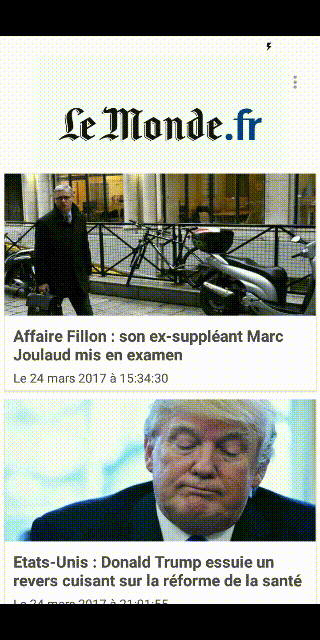 Le Monde.fr
Affaire Fillon : son ex-suppléant Marc
Joulaud mis en examen
Le 24 mars 2017 à 15:34:30
Etats-Unis : Donald Trump essuie un
revers cuisant sur la réforme de la santé
Le 24 mars 2017 à 21:01:55